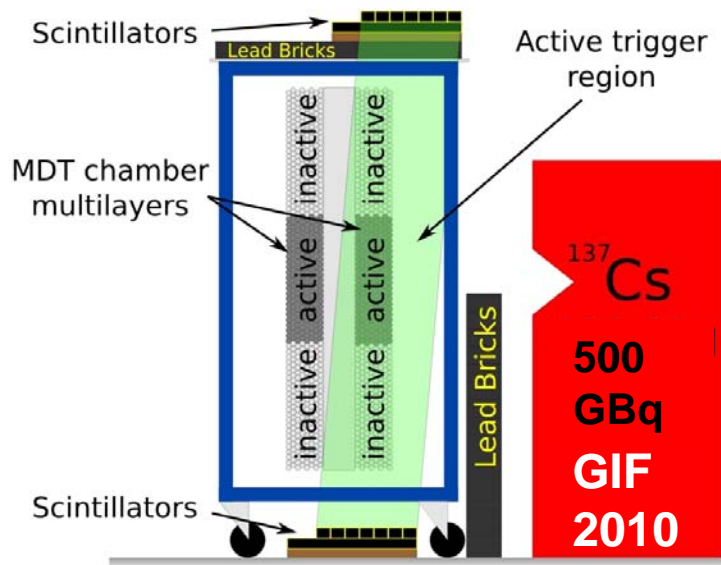 Scintillators
Lead Bricks
Active trigger
region
MDT chamber
multilayers
inactive
inactive
active
active
inactive
inactive
137Cs
500
GBq
GIF
2010
Lead Bricks
Scintillators